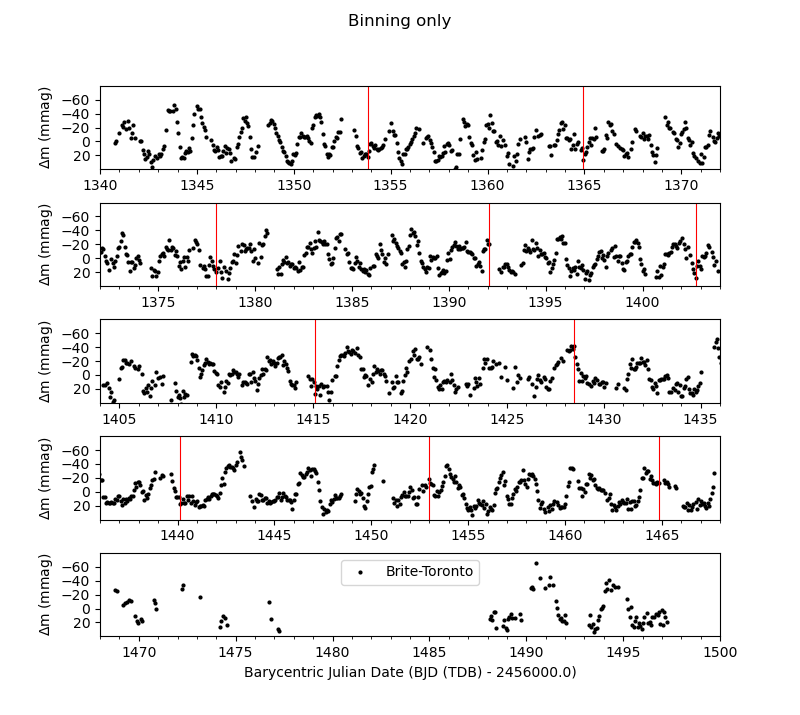 Binning only
Δm (mmag)
−60
−40
−20
0
20
1340 1345 1350 1355 1360 1365 1370
Δm (mmag)
−60
−40
−20
0
20
1375 1380 1385 1390 1395 1400
Δm (mmag)
−60
−40
−20
0
20
1405 1410 1415 1420 1425 1430 1435
Δm (mmag)
−60
−40
−20
0
20
1440 1445 1450 1455 1460 1465
Δm (mmag)
−60
−40
−20
0
20
Brite-Toronto
1470 1475 1480 1485 1490 1495 1500
Barycentric Julian Date (BJD (TDB) - 2456000.0)